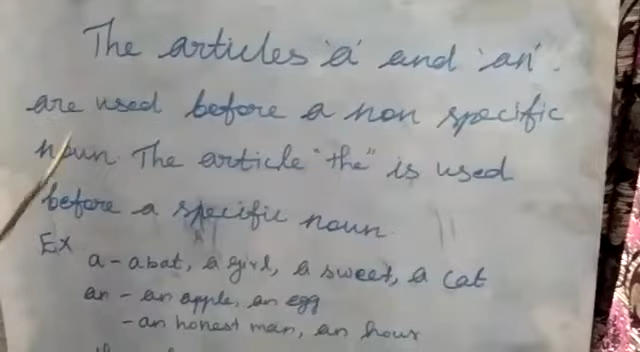 The articles 'a' and 'an'.
are used before a non specific
noun. The article "the" is used
before a specific noun.
Ex
a - a bat, a girl, a sweet, a cat
an - an apple, an egg
- an honest man, an hour